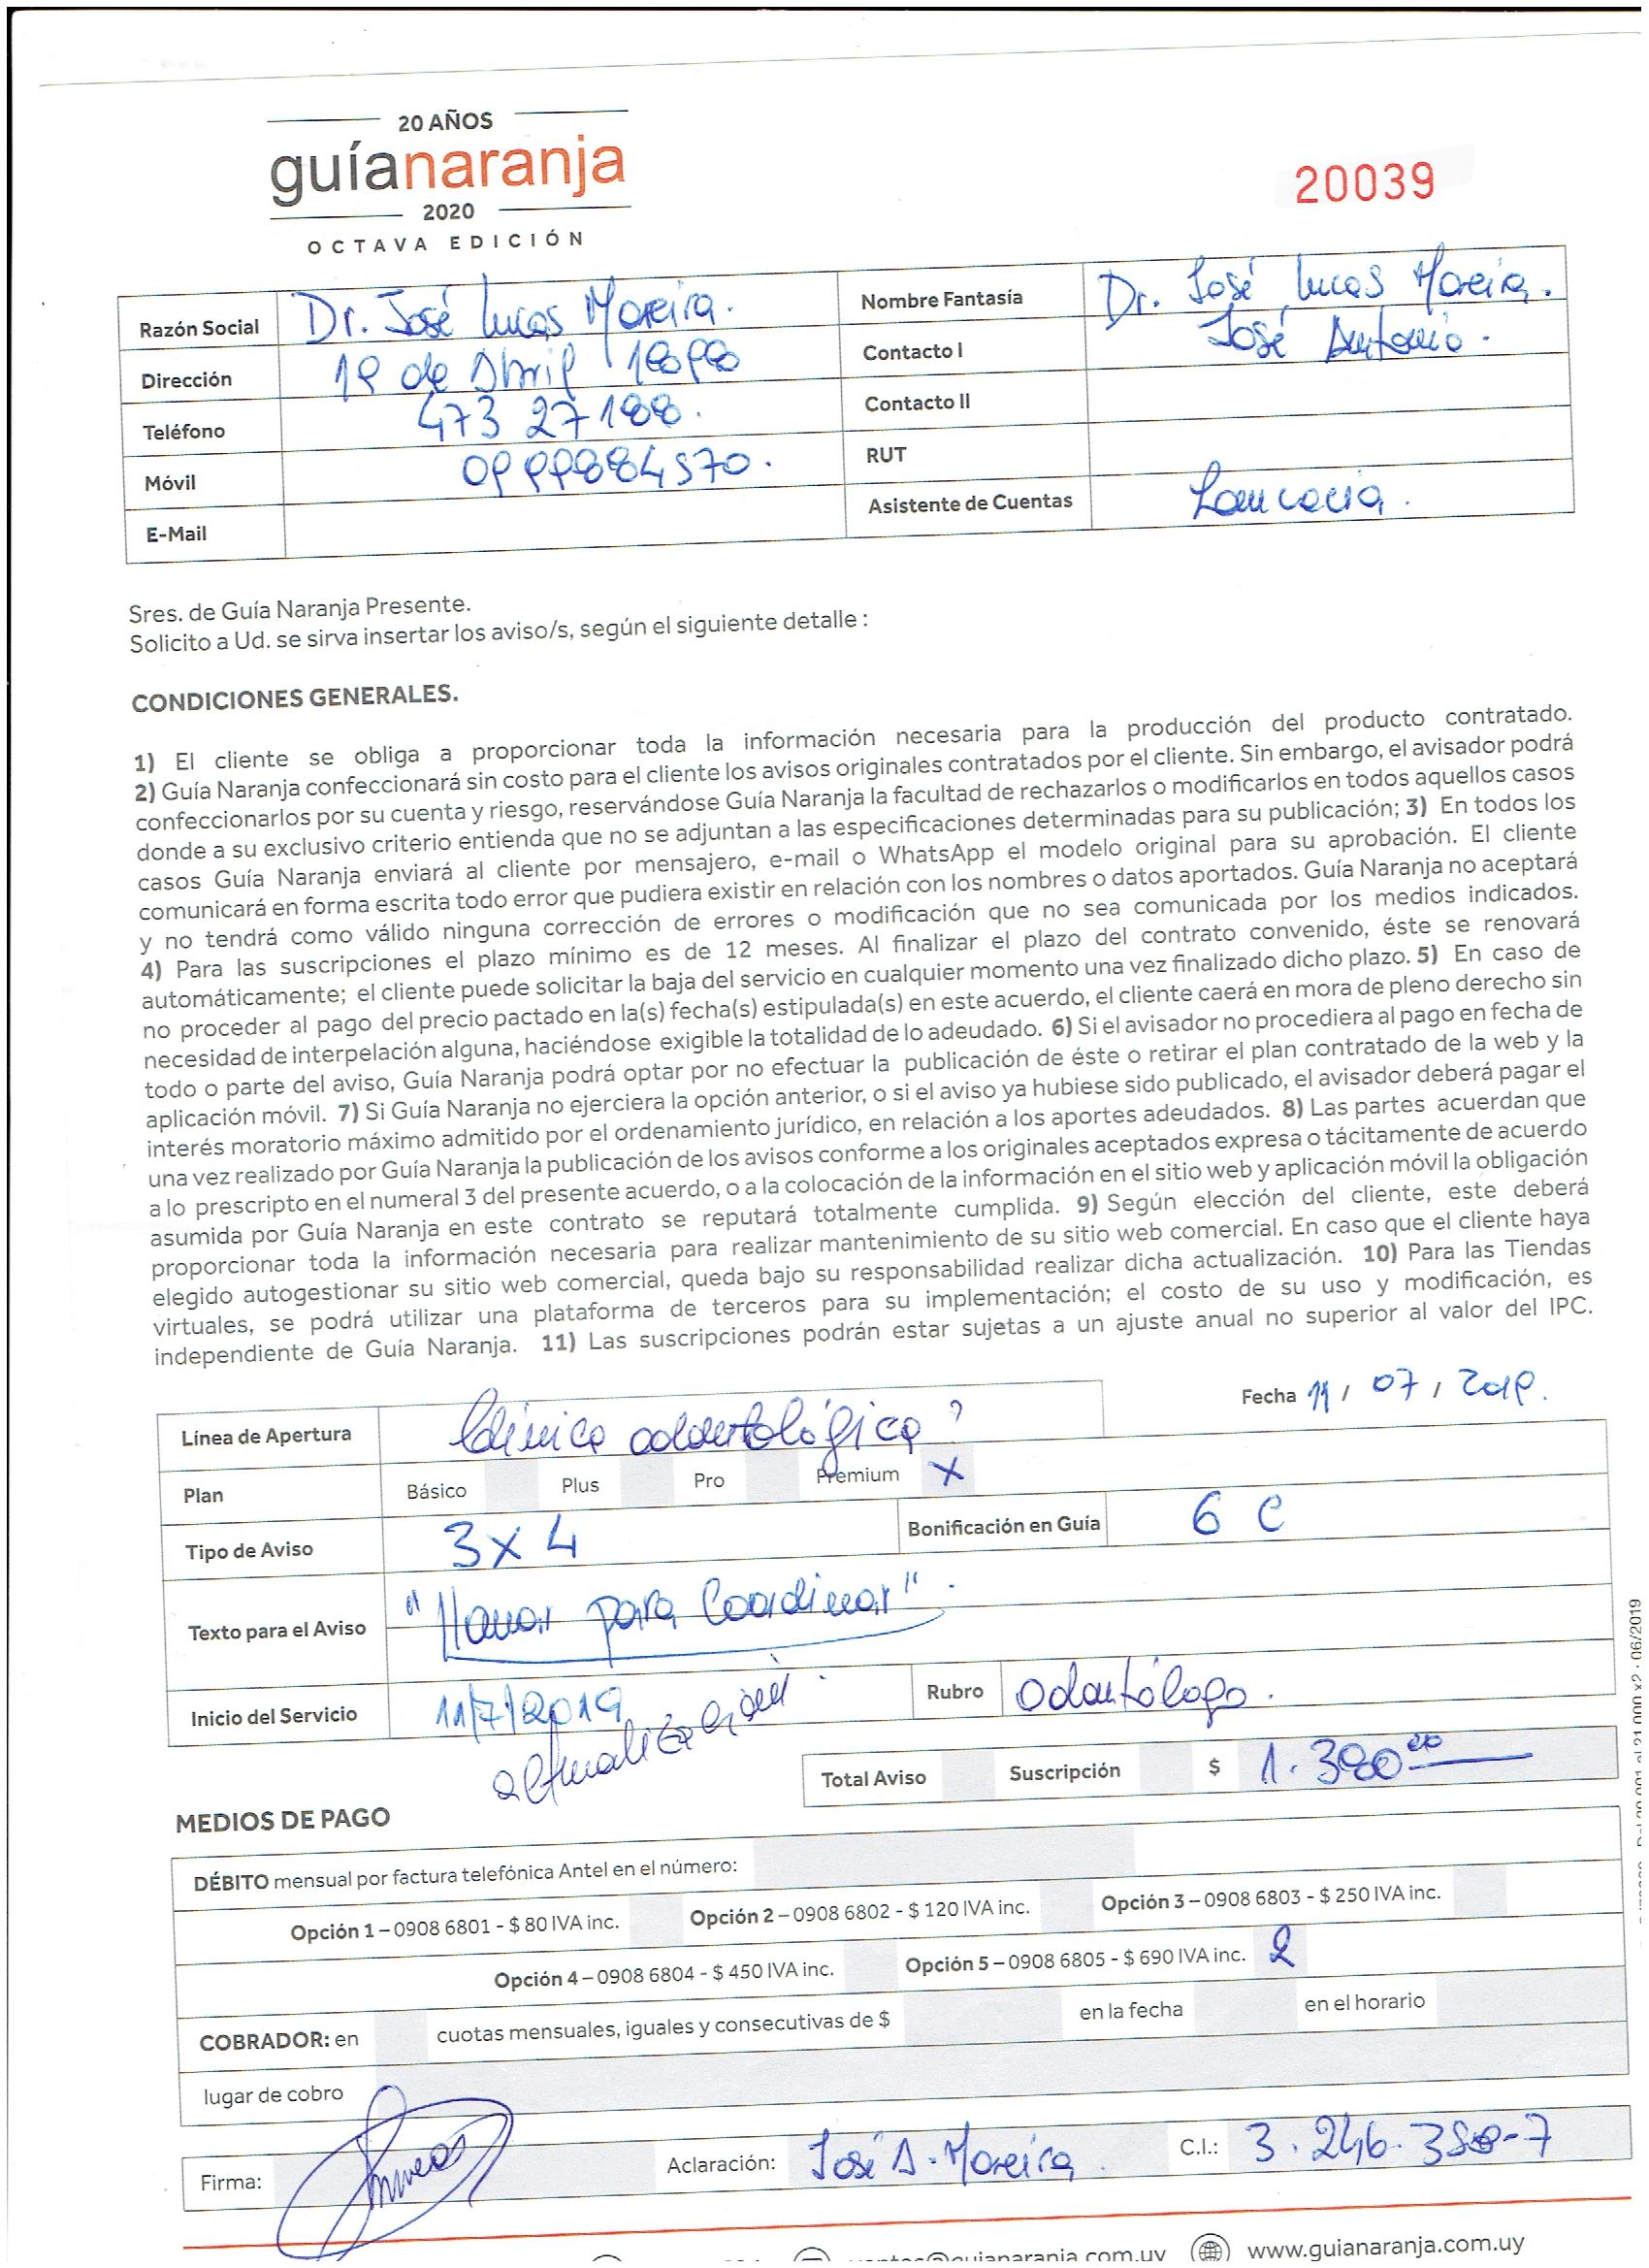 20 AÑOS
guíanaranja
2020
OCTAVA EDICIÓN
20039
Razón Social Dr. José Lucas Moreira.
Nombre Fantasía Dr. José Lucas Moreira.
Dirección 19 de Abril
Contacto I José Antonio.
Teléfono 473 27188.
Contacto II
Móvil
RUT
E-Mail
Asistente de Cuentas
Sres. de Guía Naranja Presente.
Solicito a Ud. se sirva insertar los aviso/s, según el siguiente detalle :
CONDICIONES GENERALES.
1) El cliente se obliga a proporcionar toda la información necesaria para la producción del producto contratado.
2) Guía Naranja confeccionará sin costo para el cliente los avisos originales contratados por el cliente. Sin embargo, el avisador podrá
confeccionarlos por su cuenta y riesgo, reservándose Guía Naranja la facultad de rechazarlos o modificarlos en todos aquellos casos
donde a su exclusivo criterio entienda que no se adjuntan a las especificaciones determinadas para su publicación; 3) En todos los
casos Guía Naranja enviará al cliente por mensajero, e-mail o WhatsApp el modelo original para su aprobación. El cliente
comunicará en forma escrita todo error que pudiera existir en relación con los nombres o datos aportados. Guía Naranja no aceptará
y no tendrá como válido ninguna corrección de errores o modificación que no sea comunicada por los medios indicados.
4) Para las suscripciones el plazo mínimo es de 12 meses. Al finalizar el plazo del contrato convenido, éste se renovará
automáticamente; el cliente puede solicitar la baja del servicio en cualquier momento una vez finalizado dicho plazo. 5) En caso de
no proceder al pago del precio pactado en la(s) fecha(s) estipulada(s) en este acuerdo, el cliente caerá en mora de pleno derecho sin
necesidad de interpelación alguna, haciéndose exigible la totalidad de lo adeudado. 6) Si el avisador no procediera al pago en fecha de
todo o parte del aviso, Guía Naranja podrá optar por no efectuar la publicación de éste o retirar el plan contratado de la web y la
aplicación móvil. 7) Si Guía Naranja no ejerciera la opción anterior, o si el aviso ya hubiese sido publicado, el avisador deberá pagar el
interés moratorio máximo admitido por el ordenamiento jurídico, en relación a los aportes adeudados. 8) Las partes acuerdan que
una vez realizado por Guía Naranja la publicación de los avisos conforme a los originales aceptados expresa o tácitamente de acuerdo
a lo prescripto en el numeral 3 del presente acuerdo, o a la colocación de la información en el sitio web y aplicación móvil la obligación
asumida por Guía Naranja en este contrato se reputará totalmente cumplida. 9) Según elección del cliente, este deberá
proporcionar toda la información necesaria para realizar mantenimiento de su sitio web comercial. En caso que el cliente haya
elegido autogestionar su sitio web comercial, queda bajo su responsabilidad realizar dicha actualización. 10) Para las Tiendas
virtuales, se podrá utilizar una plataforma de terceros para su implementación; el costo de su uso y modificación, es
independiente de Guía Naranja. 11) Las suscripciones podrán estar sujetas a un ajuste anual no superior al valor del IPC.
Fecha 11 / 07 / 2019.
Línea de Apertura Clínica odontológica
Plan Básico Plus Pro Premium X
Tipo de Aviso 3x4 Bonificación en Guía 6 C
Texto para el Aviso "Llamar para Coordinar".
Inicio del Servicio 11/7/2019 Rubro Odontólogo.
Total Aviso Suscripción $ 1.380
MEDIOS DE PAGO
DÉBITO mensual por factura telefónica Antel en el número:
Opción 1 – 0908 6801 - $ 80 IVA inc. Opción 2 – 0908 6802 - $ 120 IVA inc. Opción 3 – 0908 6803 - $ 250 IVA inc.
Opción 4 – 0908 6804 - $ 450 IVA inc. Opción 5 – 0908 6805 - $ 690 IVA inc. 2
COBRADOR: en cuotas mensuales, iguales y consecutivas de $ en la fecha en el horario
lugar de cobro
Firma: Aclaración: José A. Moreira C.I.:
www.guianaranja.com.uy